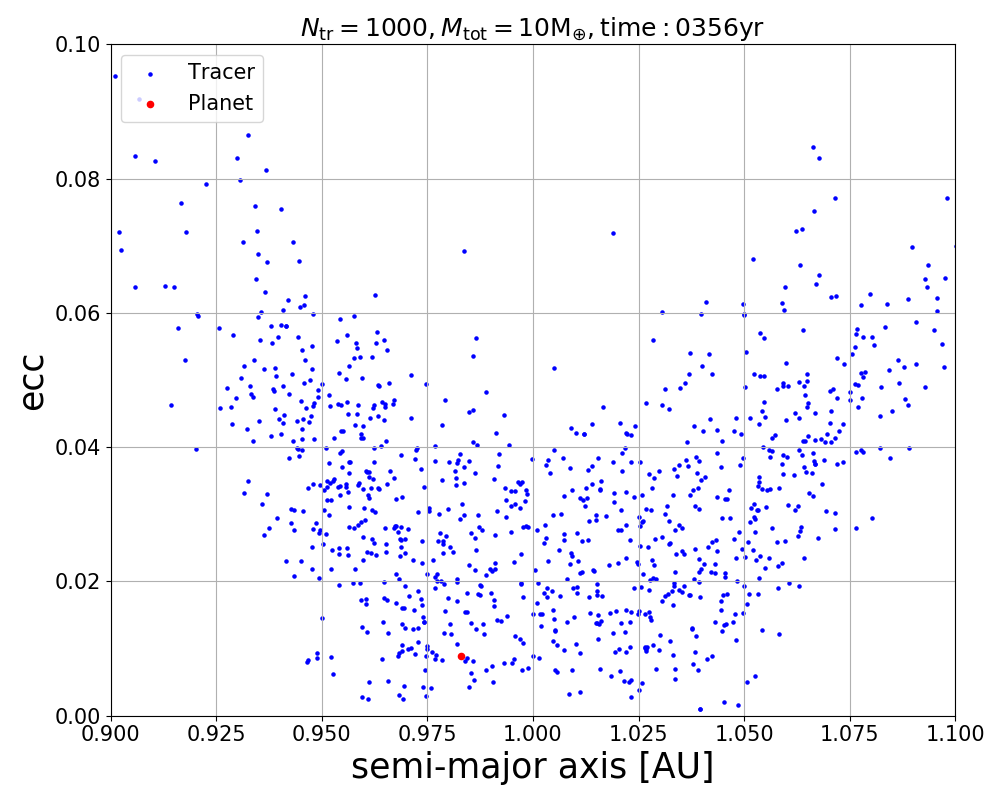 N_tr = 1000, M_tot = 10M_⊕, time : 0356yr
Tracer
Planet
ecc
0.10
0.08
0.06
0.04
0.02
0.00
0.900 0.925 0.950 0.975 1.000 1.025 1.050 1.075 1.100
semi-major axis [AU]